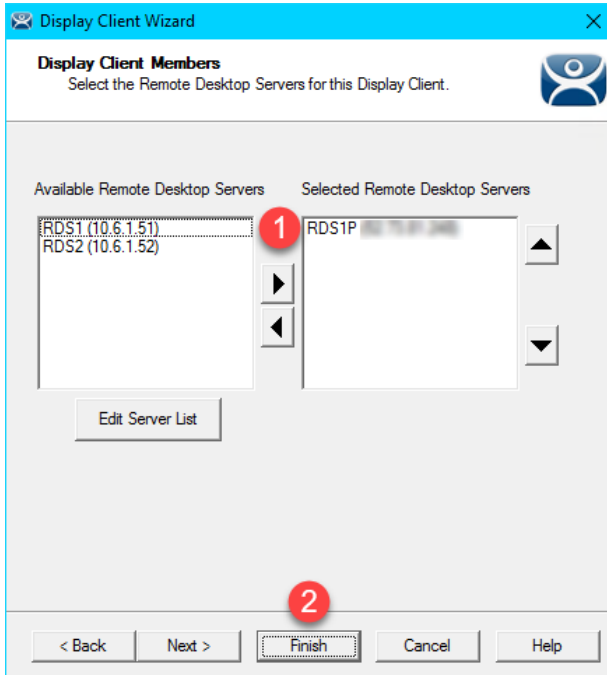 Display Client Wizard
Display Client Members
Select the Remote Desktop Servers for this Display Client.
Available Remote Desktop Servers
Selected Remote Desktop Servers
RDS1 (10.6.1.51)
RDS2 (10.6.1.52)
1
RDS1P
Edit Server List
2
< Back
Next >
Finish
Cancel
Help